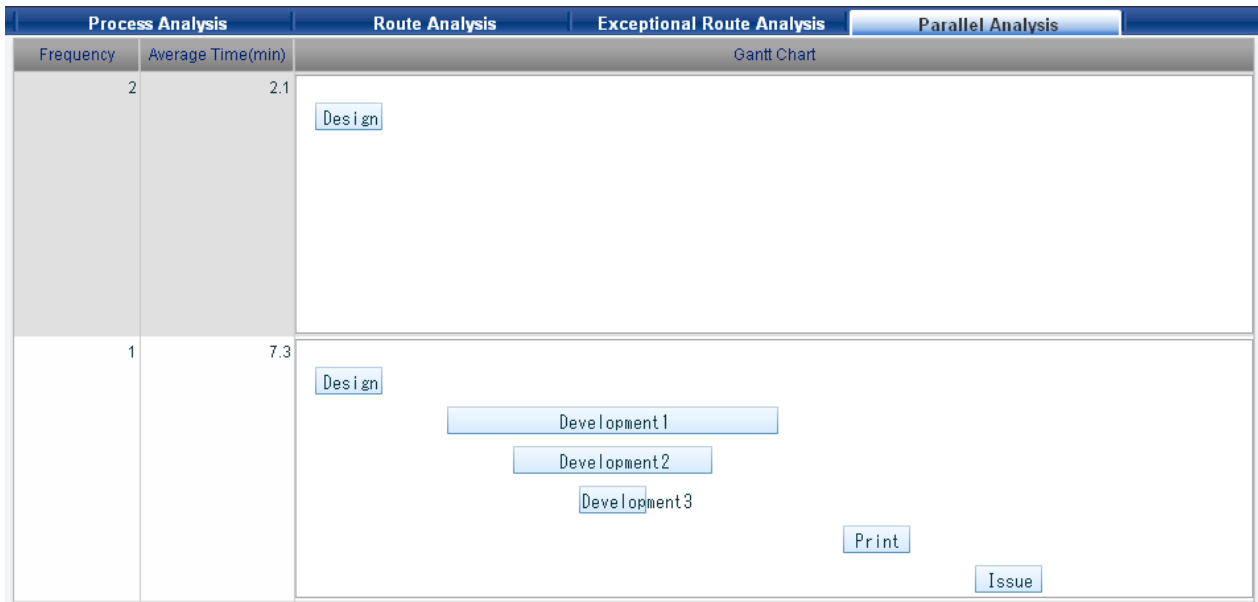 Process Analysis Route Analysis Exceptional Route Analysis Parallel Analysis
Frequency Average Time(min) Gantt Chart
2 2.1
Design
1 7.3
Design
Development1
Development2
Development3
Print
Issue